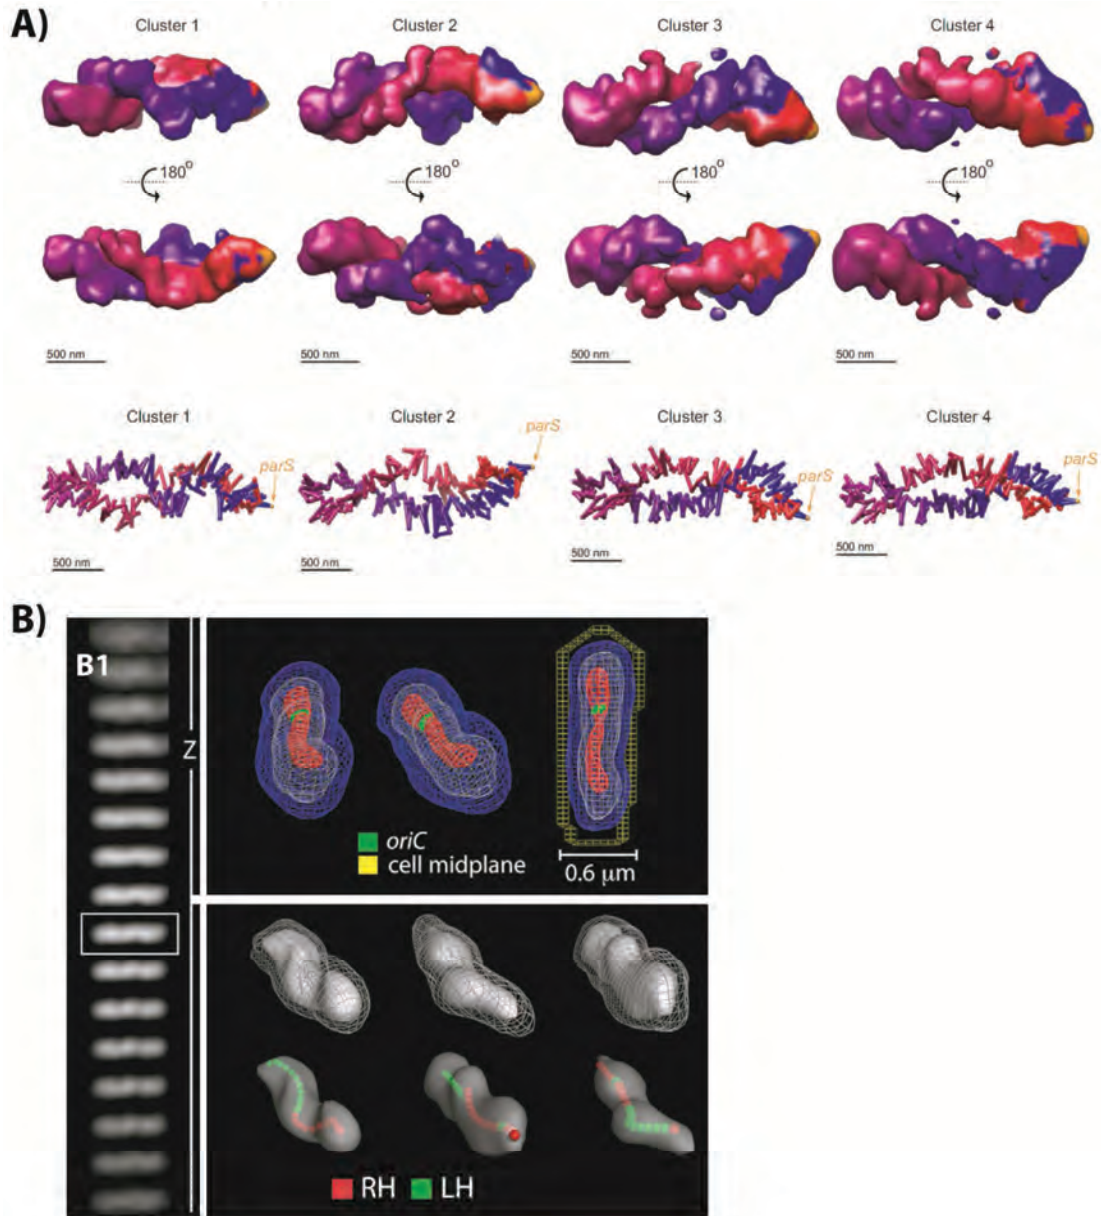 A)
Cluster 1 Cluster 2 Cluster 3 Cluster 4
180° 180° 180° 180°
500 nm 500 nm 500 nm 500 nm
Cluster 1 Cluster 2 Cluster 3 Cluster 4
parS parS parS parS
500 nm 500 nm 500 nm 500 nm
B)
B1
Z
oriC
cell midplane
0.6 μm
RH LH